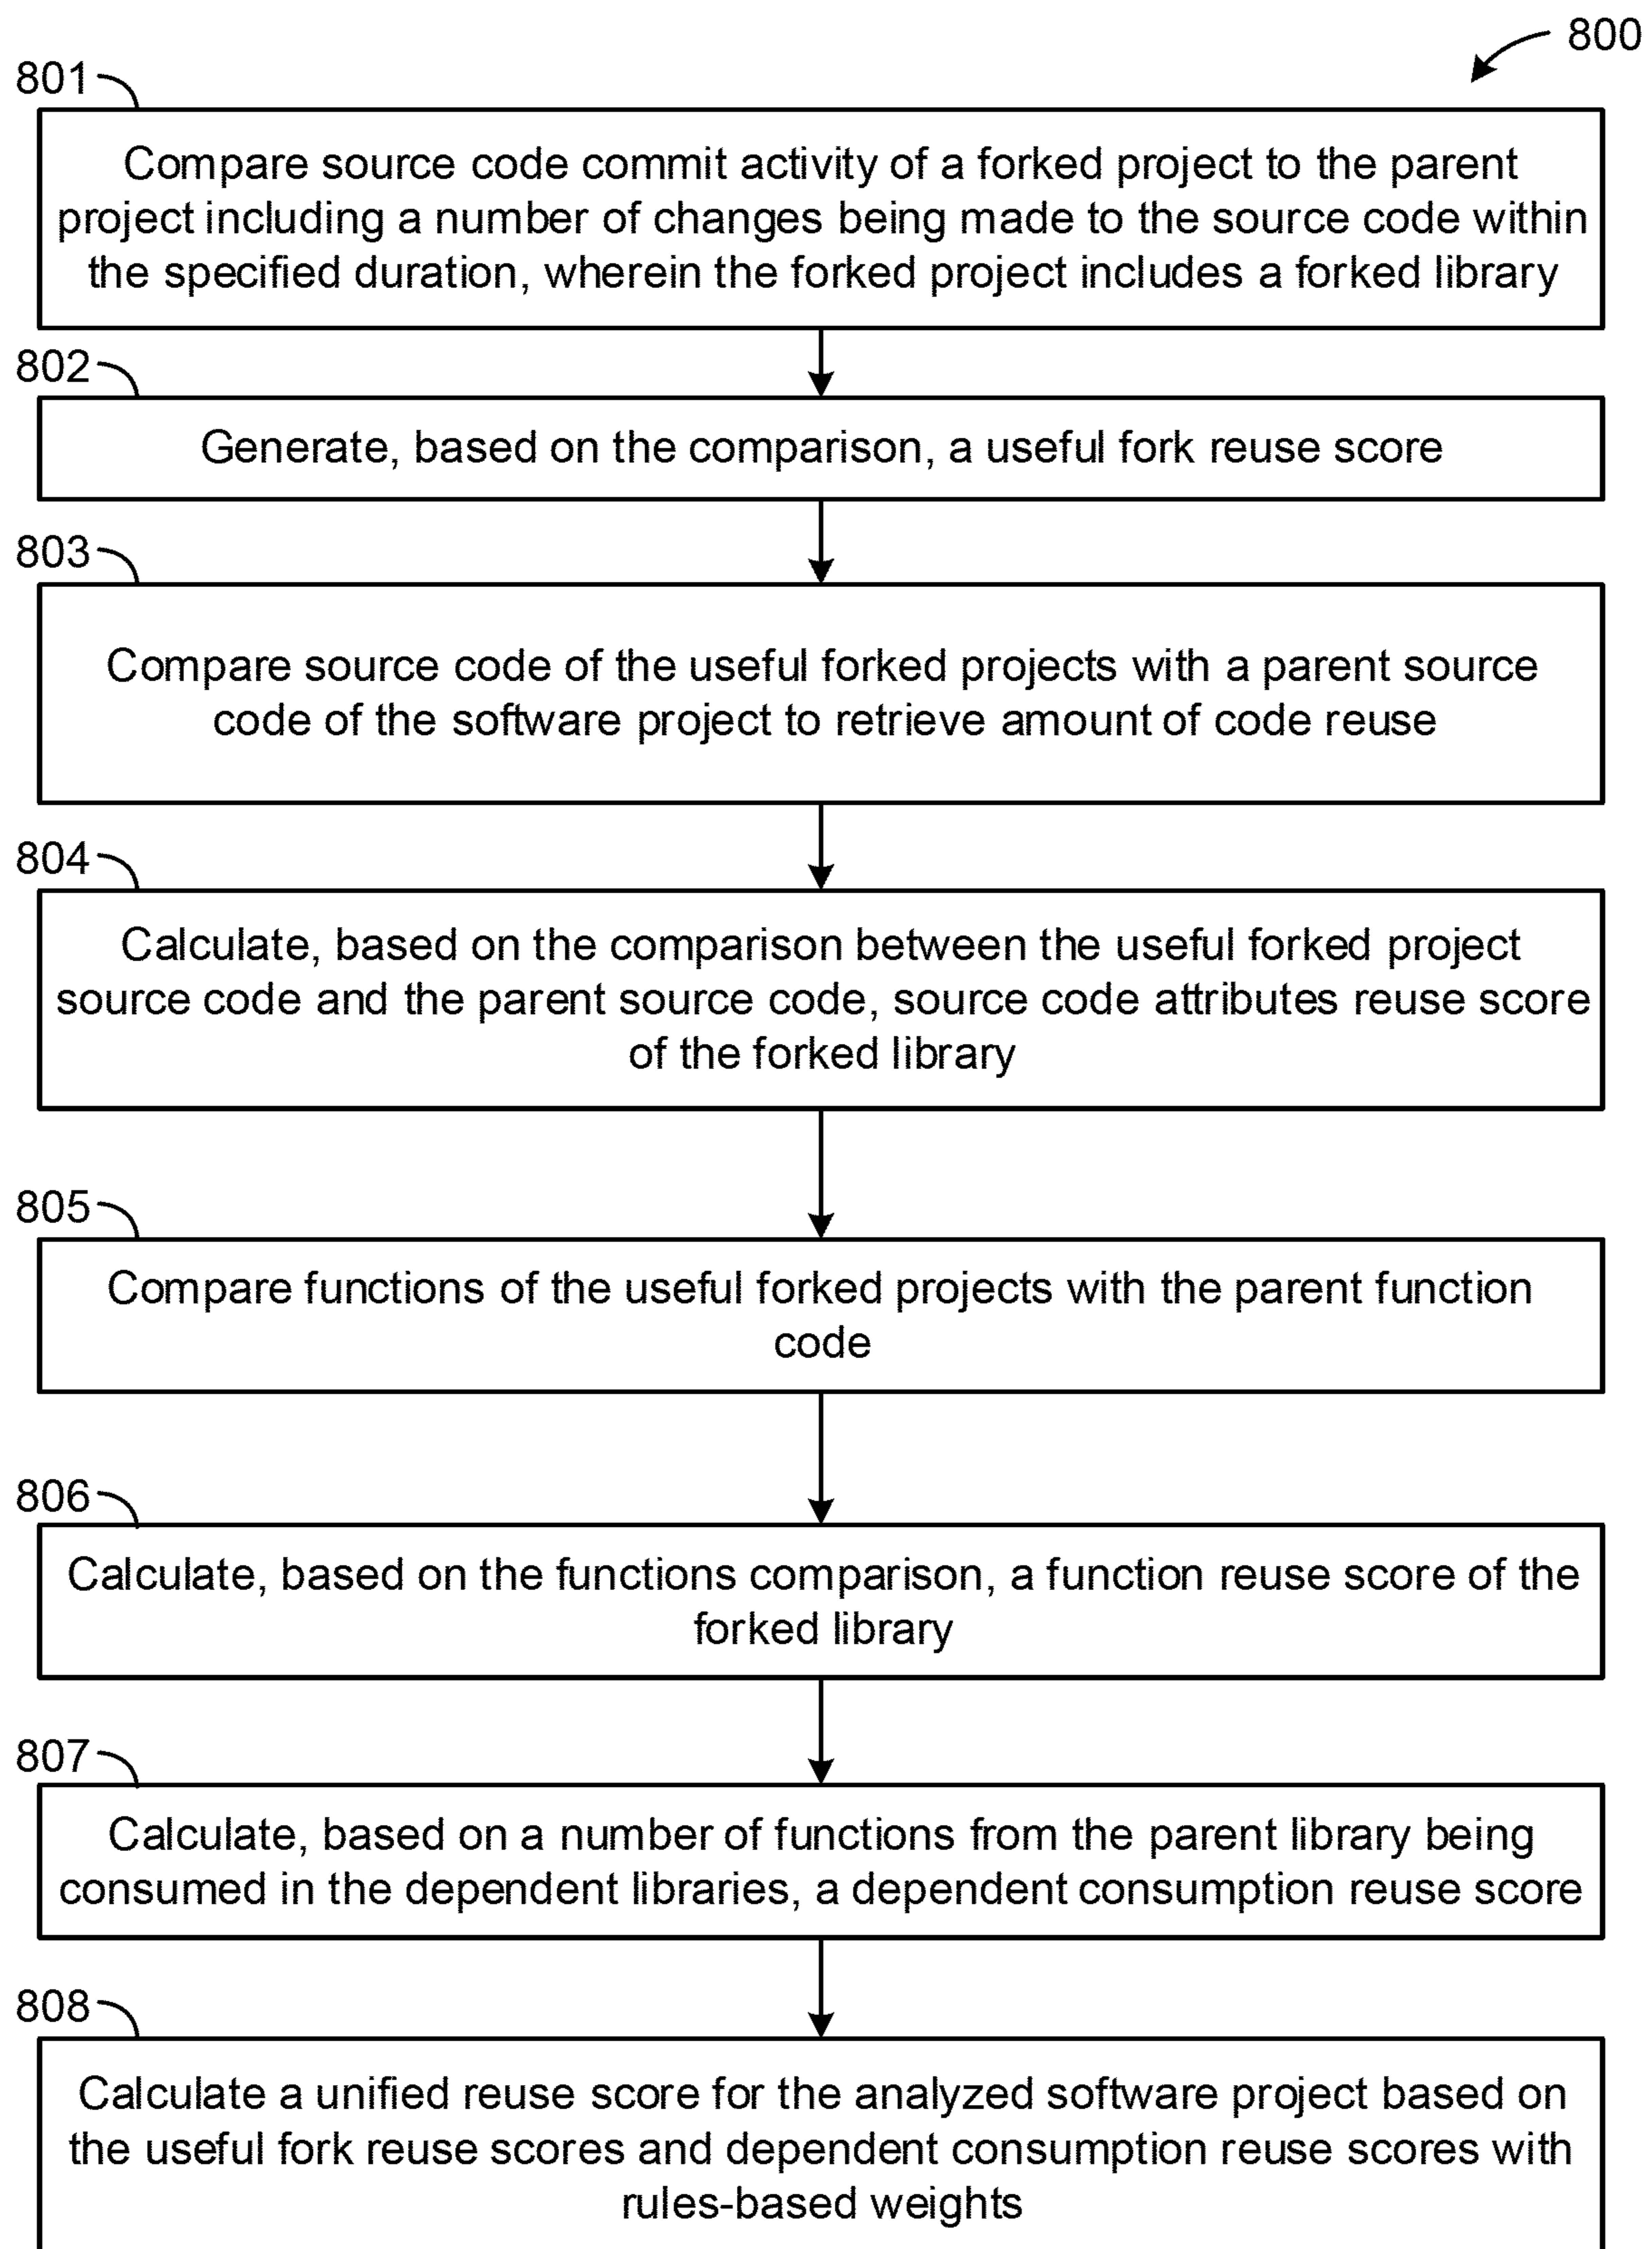 800
801
Compare source code commit activity of a forked project to the parent
project including a number of changes being made to the source code within
the specified duration, wherein the forked project includes a forked library
802
Generate, based on the comparison, a useful fork reuse score
803
Compare source code of the useful forked projects with a parent source
code of the software project to retrieve amount of code reuse
804
Calculate, based on the comparison between the useful forked project
source code and the parent source code, source code attributes reuse score
of the forked library
805
Compare functions of the useful forked projects with the parent function
code
806
Calculate, based on the functions comparison, a function reuse score of the
forked library
807
Calculate, based on a number of functions from the parent library being
consumed in the dependent libraries, a dependent consumption reuse score
808
Calculate a unified reuse score for the analyzed software project based on
the useful fork reuse scores and dependent consumption reuse scores with
rules-based weights